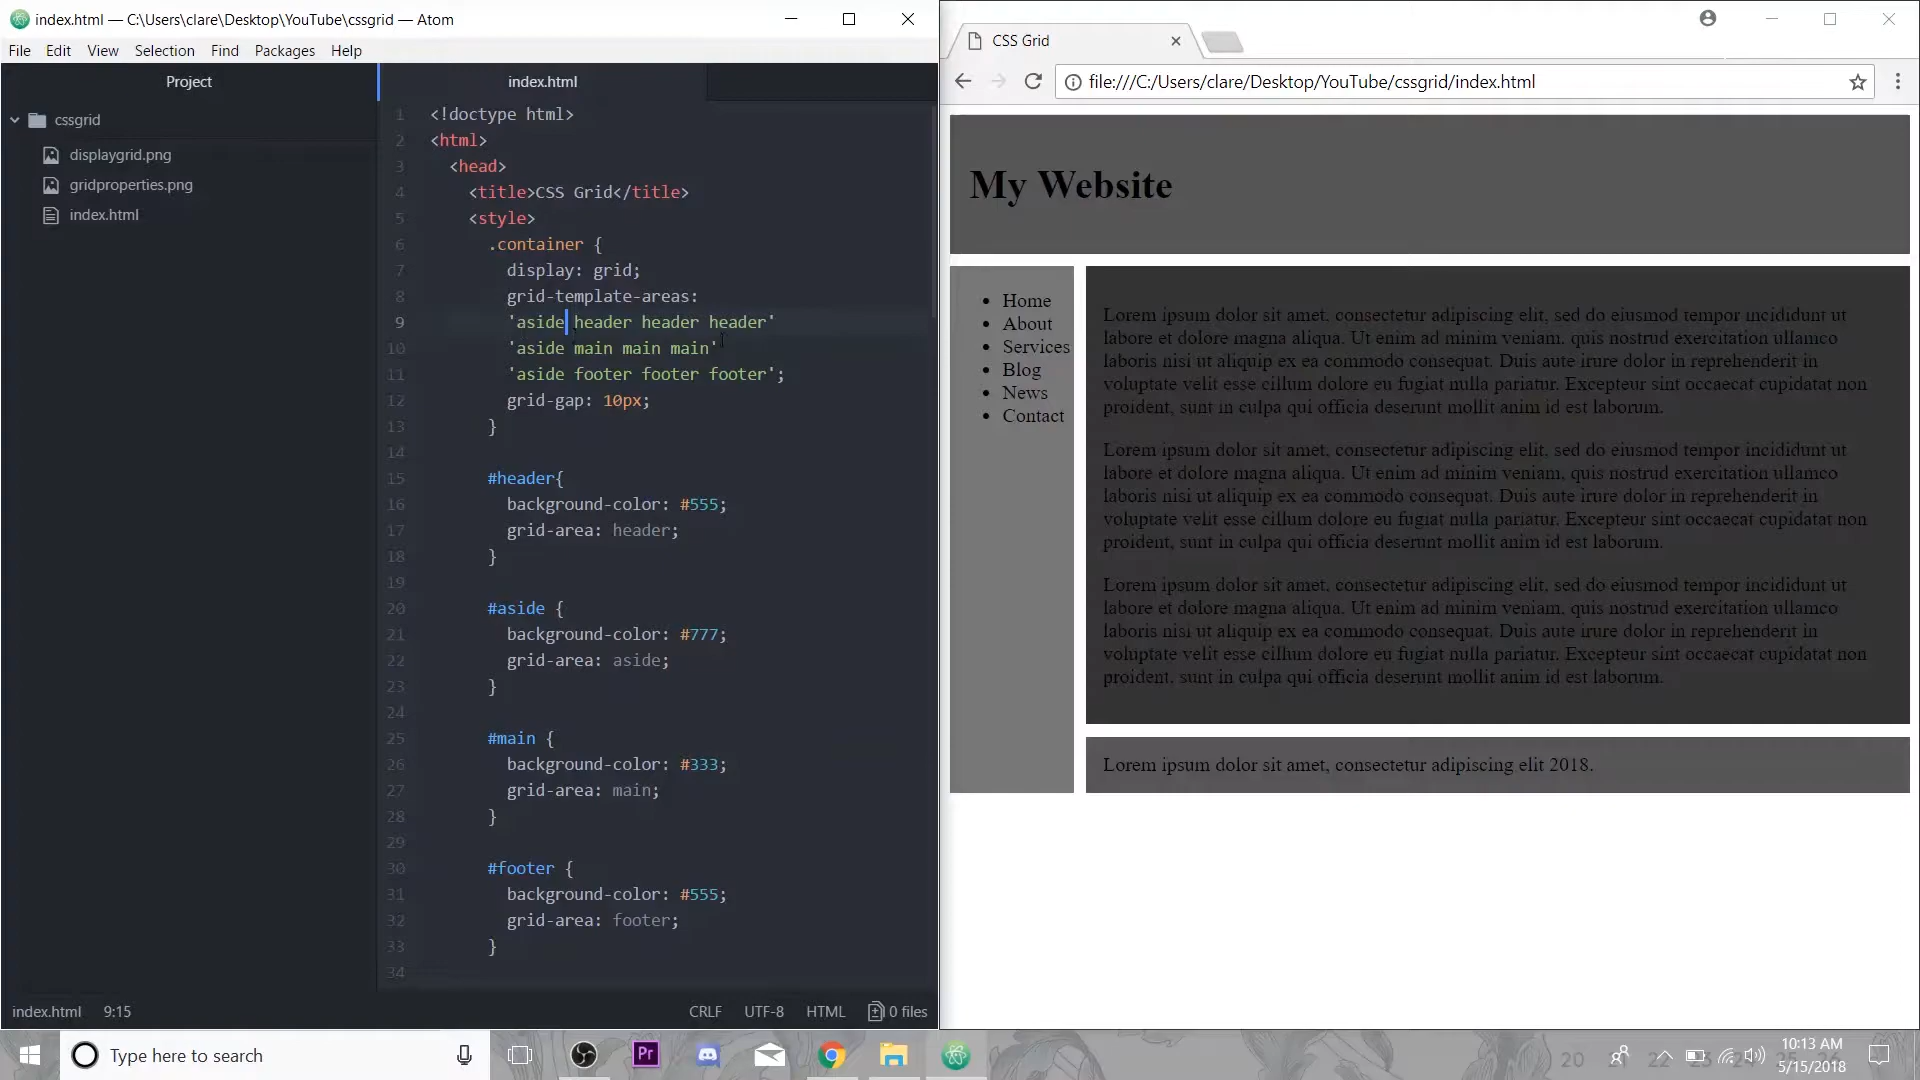 index.html — C:\Users\clare\Desktop\YouTube\cssgrid — Atom
File Edit View Selection Find Packages Help
Project
cssgrid
displaygrid.png
gridproperties.png
index.html
index.html
1 <!doctype html>
2 <html>
3 <head>
4 <title>CSS Grid</title>
5 <style>
6 .container {
7 display: grid;
8 grid-template-areas:
9 'aside header header header'
10 'aside main main main'
11 'aside footer footer footer';
12 grid-gap: 10px;
13 }
14
15 #header{
16 background-color: #555;
17 grid-area: header;
18 }
19
20 #aside {
21 background-color: #777;
22 grid-area: aside;
23 }
24
25 #main {
26 background-color: #333;
27 grid-area: main;
28 }
29
30 #footer {
31 background-color: #555;
32 grid-area: footer;
33 }
34
index.html 9:15 CRLF UTF-8 HTML 0 files
CSS Grid
file:///C:/Users/clare/Desktop/YouTube/cssgrid/index.html
My Website
Home
About
Services
Blog
News
Contact
Lorem ipsum dolor sit amet, consectetur adipiscing elit, sed do eiusmod tempor incididunt ut
labore et dolore magna aliqua. Ut enim ad minim veniam, quis nostrud exercitation ullamco
laboris nisi ut aliquip ex ea commodo consequat. Duis aute irure dolor in reprehenderit in
voluptate velit esse cillum dolore eu fugiat nulla pariatur. Excepteur sint occaecat cupidatat non
proident, sunt in culpa qui officia deserunt mollit anim id est laborum.
Lorem ipsum dolor sit amet, consectetur adipiscing elit, sed do eiusmod tempor incididunt ut
labore et dolore magna aliqua. Ut enim ad minim veniam, quis nostrud exercitation ullamco
laboris nisi ut aliquip ex ea commodo consequat. Duis aute irure dolor in reprehenderit in
voluptate velit esse cillum dolore eu fugiat nulla pariatur. Excepteur sint occaecat cupidatat non
proident, sunt in culpa qui officia deserunt mollit anim id est laborum.
Lorem ipsum dolor sit amet, consectetur adipiscing elit, sed do eiusmod tempor incididunt ut
labore et dolore magna aliqua. Ut enim ad minim veniam, quis nostrud exercitation ullamco
laboris nisi ut aliquip ex ea commodo consequat. Duis aute irure dolor in reprehenderit in
voluptate velit esse cillum dolore eu fugiat nulla pariatur. Excepteur sint occaecat cupidatat non
proident, sunt in culpa qui officia deserunt mollit anim id est laborum.
Lorem ipsum dolor sit amet, consectetur adipiscing elit 2018.
Type here to search
Pr
20
22
10:13 AM
5/15/2018